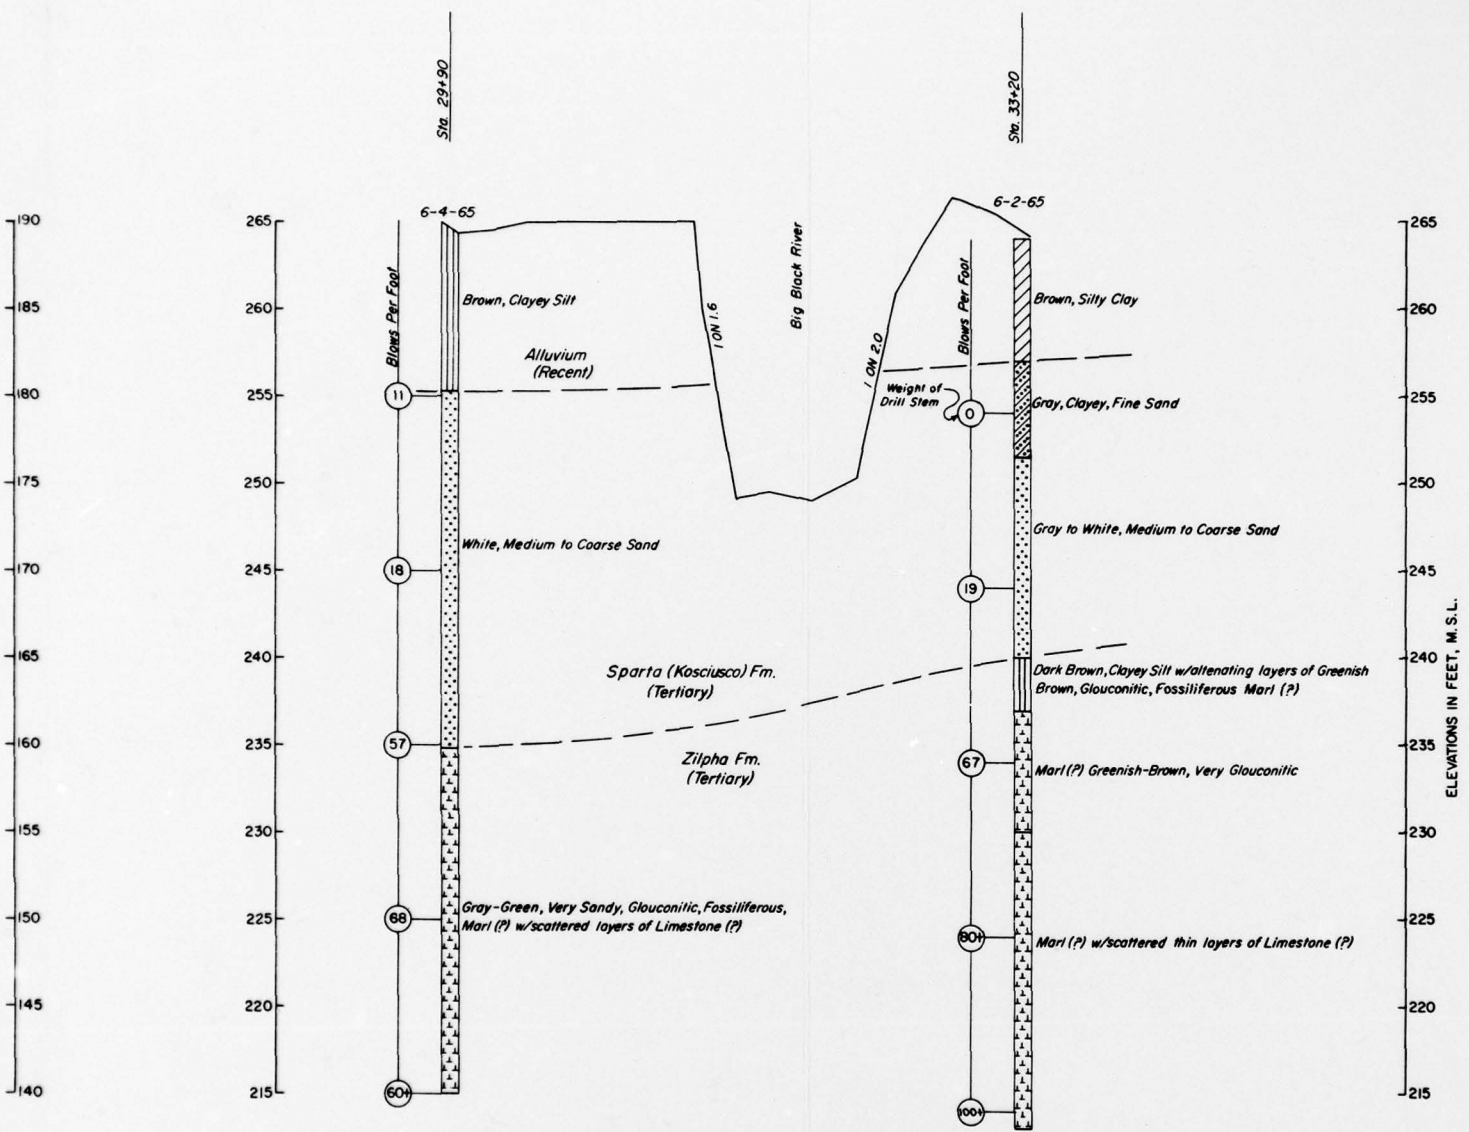 Sta. 29+90
Sta. 33+20
190
185
180
175
170
165
160
155
150
145
140
265
260
255
250
245
240
235
230
225
220
215
6-4-65
Blows Per Foot
11
18
57
68
60+
Brown, Clayey Silt
Alluvium
(Recent)
White, Medium to Coarse Sand
Sparta (Kosciusco) Fm.
(Tertiary)
Zilpha Fm.
(Tertiary)
Gray-Green, Very Sandy, Glouconitic, Fossiliferous,
Marl (?) w/scattered layers of Limestone (?)
1 ON 1.6
Big Black River
1 ON 2.0
6-2-65
Blows Per Foot
Weight of
Drill Stem
0
19
67
80+
100+
Brown, Silty Clay
Gray, Clayey, Fine Sand
Gray to White, Medium to Coarse Sand
Dark Brown, Clayey Silt w/altenating layers of Greenish
Brown, Glouconitic, Fossiliferous Marl (?)
Marl (?) Greenish-Brown, Very Glouconitic
Marl (?) w/scattered thin layers of Limestone (?)
265
260
255
250
245
240
235
230
225
220
215
ELEVATIONS IN FEET, M.S.L.